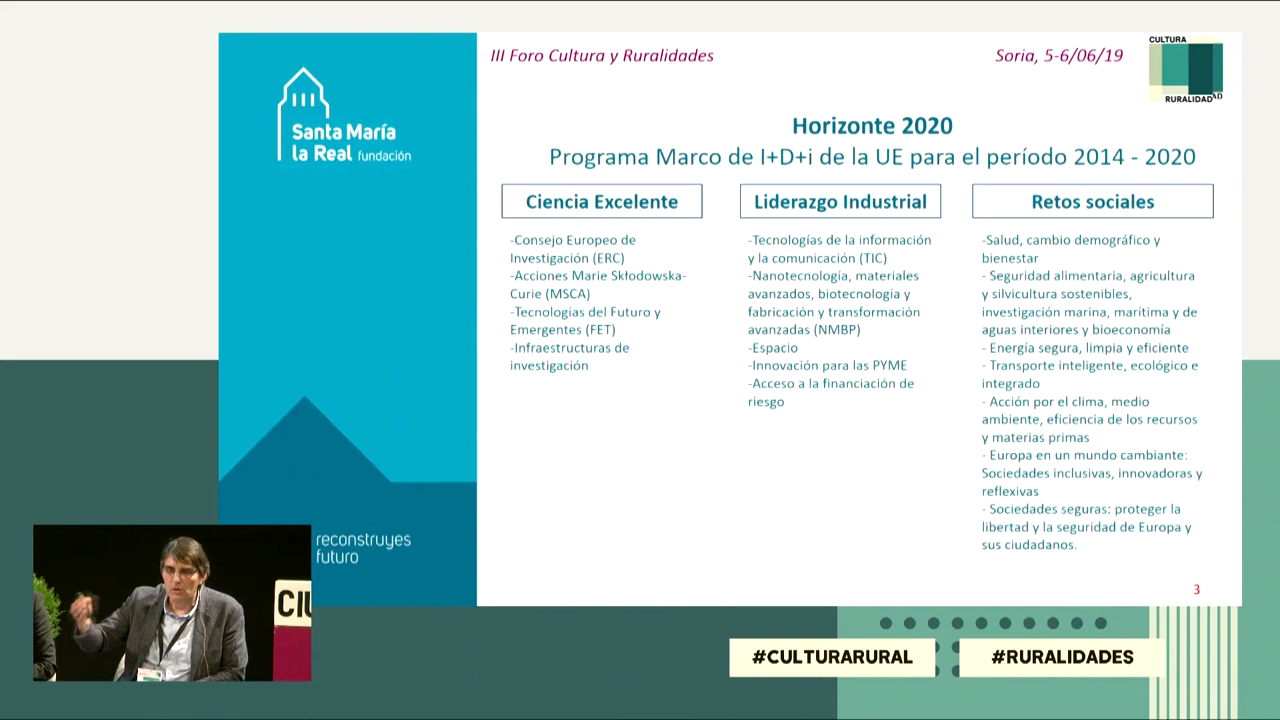 III Foro Cultura y Ruralidades
Soria, 5-6/06/19
CULTURA
RURALIDAD
AD
Santa María
la Real fundación
Horizonte 2020
Programa Marco de I+D+i de la UE para el período 2014 - 2020
Ciencia Excelente
-Consejo Europeo de
Investigación (ERC)
-Acciones Marie Skłodowska-
Curie (MSCA)
-Tecnologías del Futuro y
Emergentes (FET)
-Infraestructuras de
investigación
Liderazgo Industrial
-Tecnologías de la información
y la comunicación (TIC)
-Nanotecnología, materiales
avanzados, biotecnología y
fabricación y transformación
avanzadas (NMBP)
-Espacio
-Innovación para las PYME
-Acceso a la financiación de
riesgo
Retos sociales
-Salud, cambio demográfico y
bienestar
- Seguridad alimentaria, agricultura
y silvicultura sostenibles,
investigación marina, marítima y de
aguas interiores y bioeconomía
- Energía segura, limpia y eficiente
- Transporte inteligente, ecológico e
integrado
- Acción por el clima, medio
ambiente, eficiencia de los recursos
y materias primas
- Europa en un mundo cambiante:
Sociedades inclusivas, innovadoras y
reflexivas
- Sociedades seguras: proteger la
libertad y la seguridad de Europa y
sus ciudadanos.
reconstruyes
futuro
3
CIU
#CULTURARURAL
#RURALIDADES